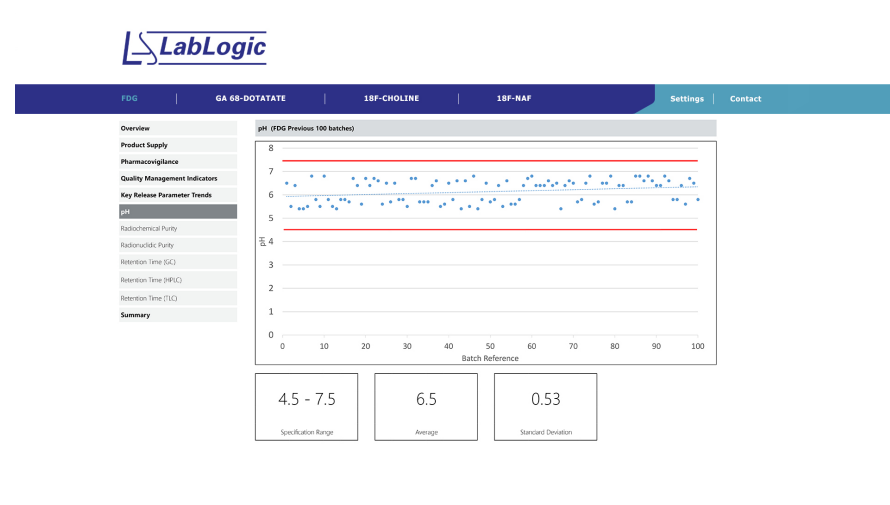 LabLogic
FDG GA 68-DOTATATE 18F-CHOLINE 18F-NAF Settings Contact
Overview
Product Supply
Pharmacovigilance
Quality Management Indicators
Key Release Parameter Trends
pH
Radiochemical Purity
Radionuclidic Purity
Retention Time (GC)
Retention Time (HPLC)
Retention Time (TLC)
Summary
pH (FDG Previous 100 batches)
8
7
6
5
4
3
2
1
0
pH
0 10 20 30 40 50 60 70 80 90 100
Batch Reference
4.5 - 7.5
Specification Range
6.5
Average
0.53
Standard Deviation